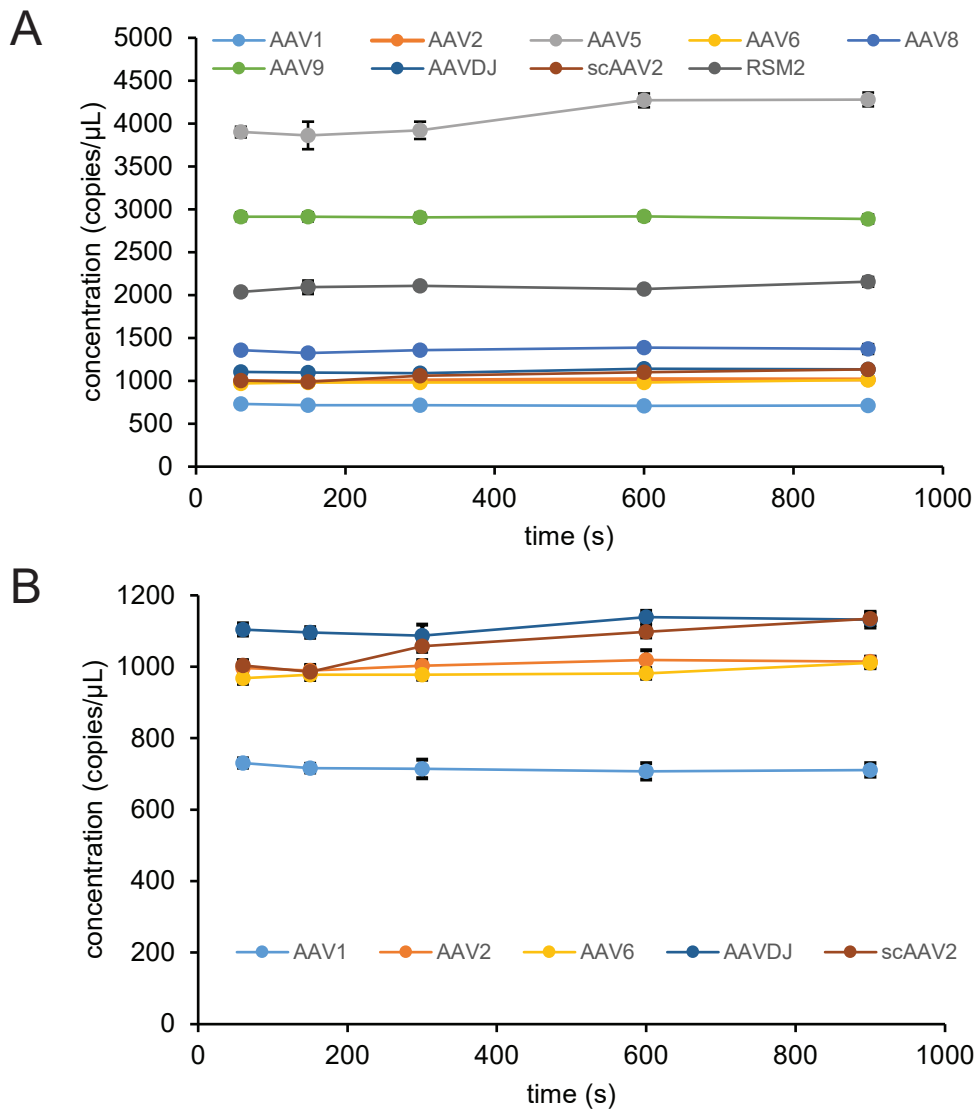 A
AAV1 AAV2 AAV5 AAV6 AAV8
AAV9 AAVDJ scAAV2 RSM2
5000
4500
4000
3500
3000
2500
2000
1500
1000
500
0
concentration (copies/µL)
0 200 400 600 800 1000
time (s)
B
1200
1000
800
600
400
200
0
concentration (copies/µL)
AAV1 AAV2 AAV6 AAVDJ scAAV2
0 200 400 600 800 1000
time (s)